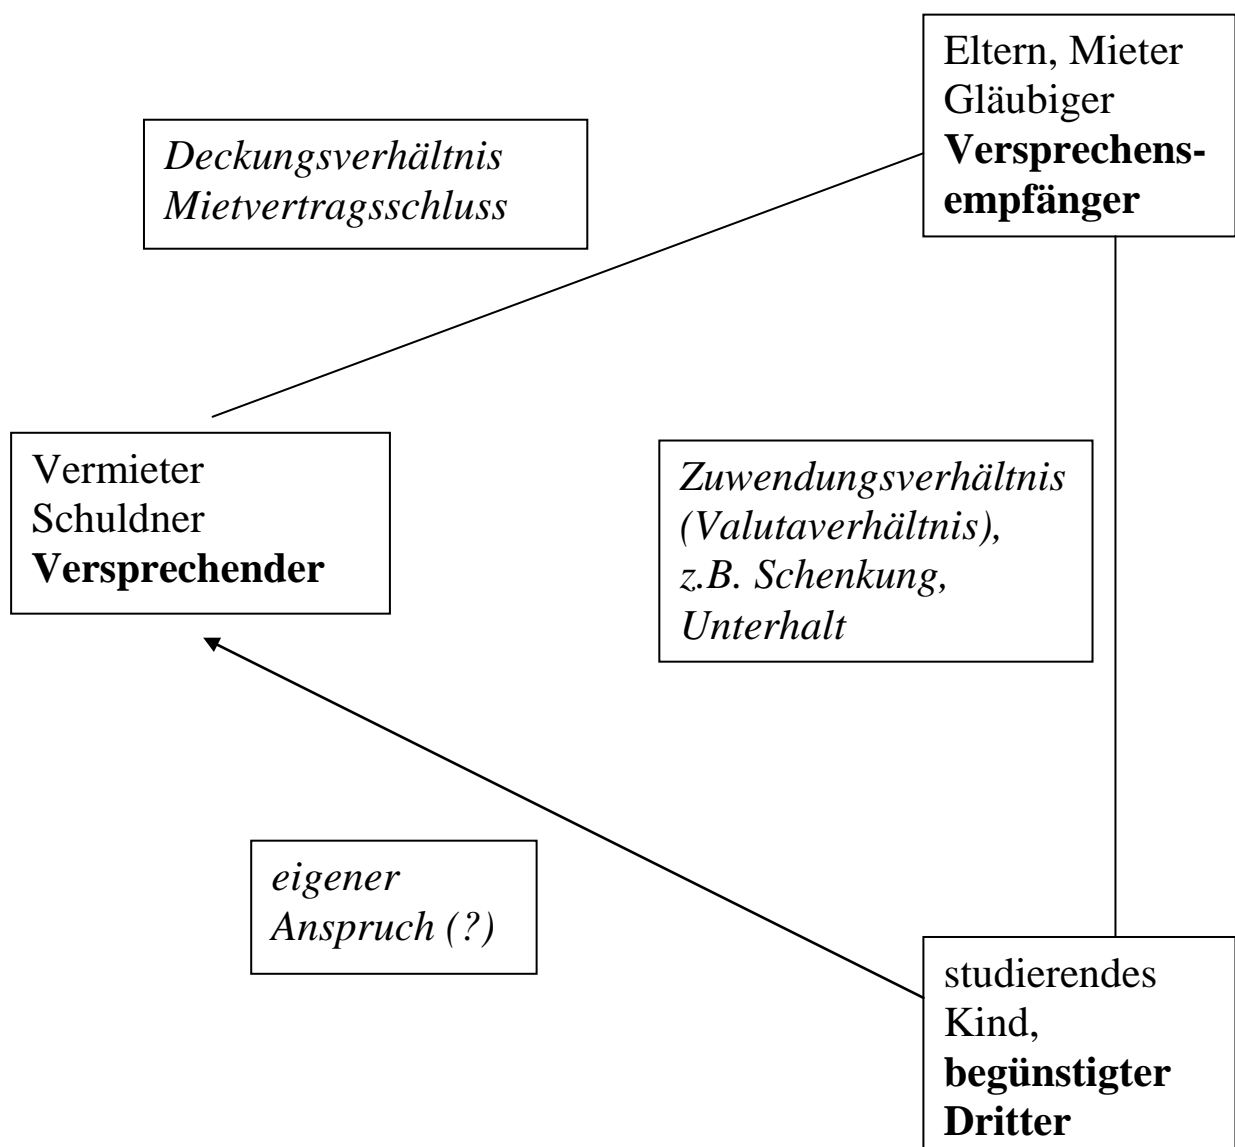 Eltern, Mieter
Gläubiger
Versprechens-
empfänger
Deckungsverhältnis
Mietvertragsschluss
Vermieter
Schuldner
Versprechender
Zuwendungsverhältnis
(Valutaverhältnis),
z.B. Schenkung,
Unterhalt
eigener
Anspruch (?)
studierendes
Kind,
begünstigter
Dritter